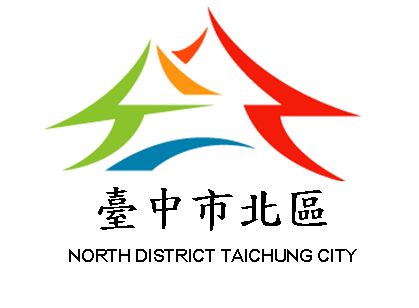 臺中市北區
NORTH DISTRICT TAICHUNG CITY